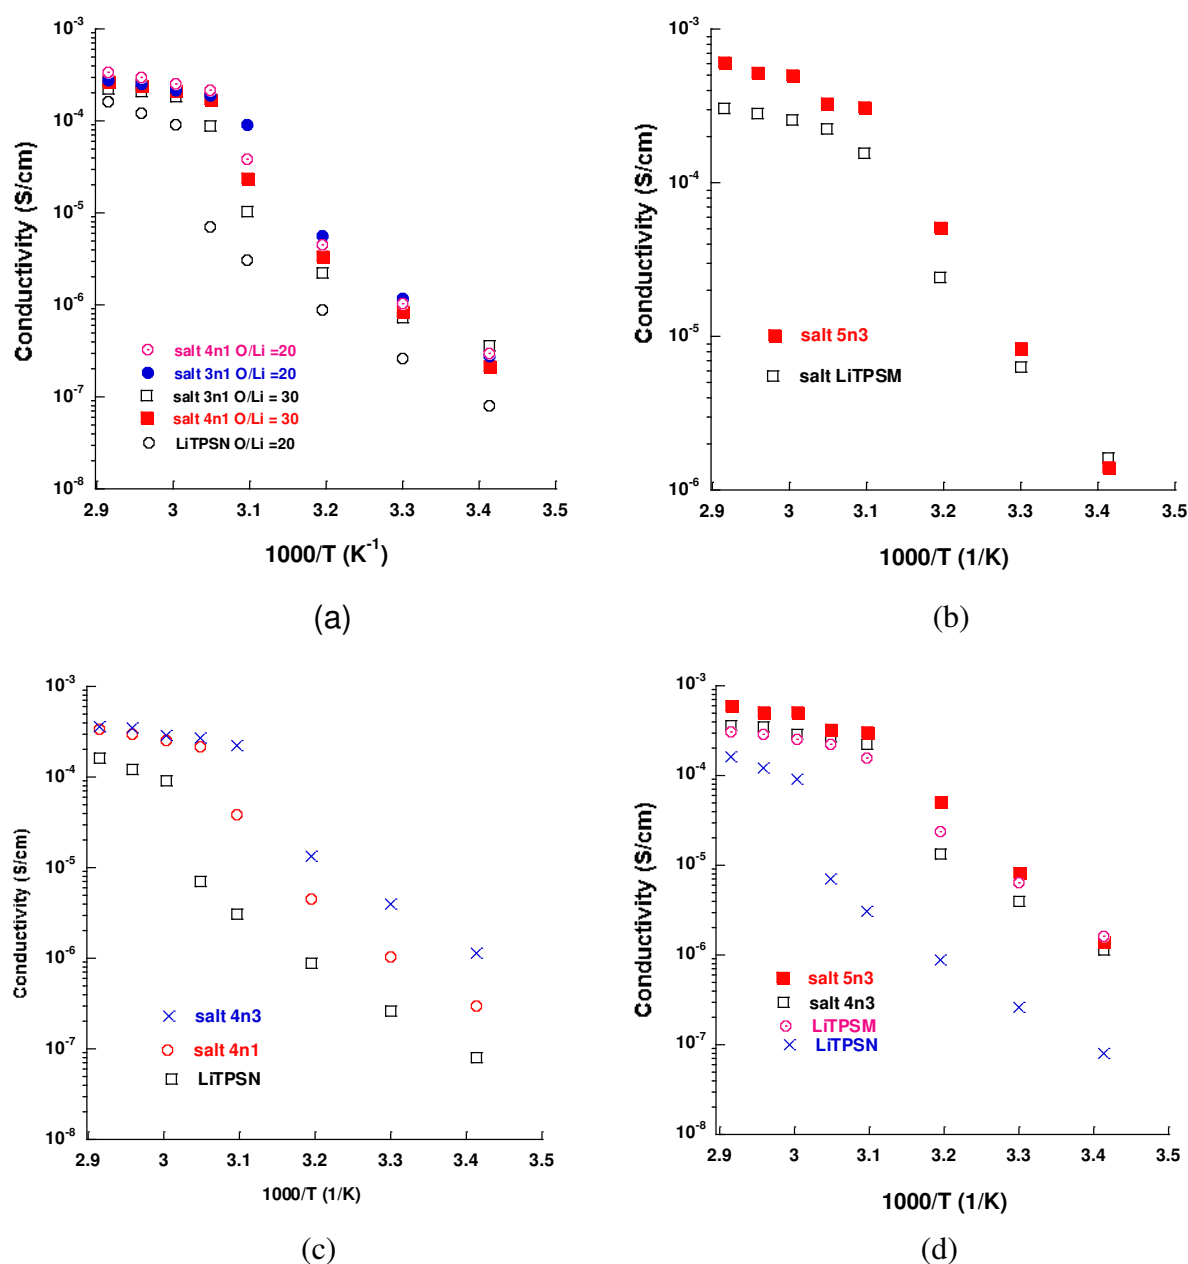 10^-3
10^-4
10^-5
10^-6
10^-7
10^-8
Conductivity (S/cm)
salt 4n1 O/Li =20
salt 3n1 O/Li =20
salt 3n1 O/Li = 30
salt 4n1 O/Li = 30
LiTPSN O/Li =20
2.9 3 3.1 3.2 3.3 3.4 3.5
1000/T (K^-1)
(a)
10^-3
10^-4
10^-5
10^-6
Conductivity (S/cm)
salt 5n3
salt LiTPSM
2.9 3 3.1 3.2 3.3 3.4 3.5
1000/T (1/K)
(b)
10^-3
10^-4
10^-5
10^-6
10^-7
10^-8
Conductivity (S/cm)
salt 4n3
salt 4n1
LiTPSN
2.9 3 3.1 3.2 3.3 3.4 3.5
1000/T (1/K)
(c)
10^-3
10^-4
10^-5
10^-6
10^-7
10^-8
Conductivity (S/cm)
salt 5n3
salt 4n3
LiTPSM
LiTPSN
2.9 3 3.1 3.2 3.3 3.4 3.5
1000/T (1/K)
(d)